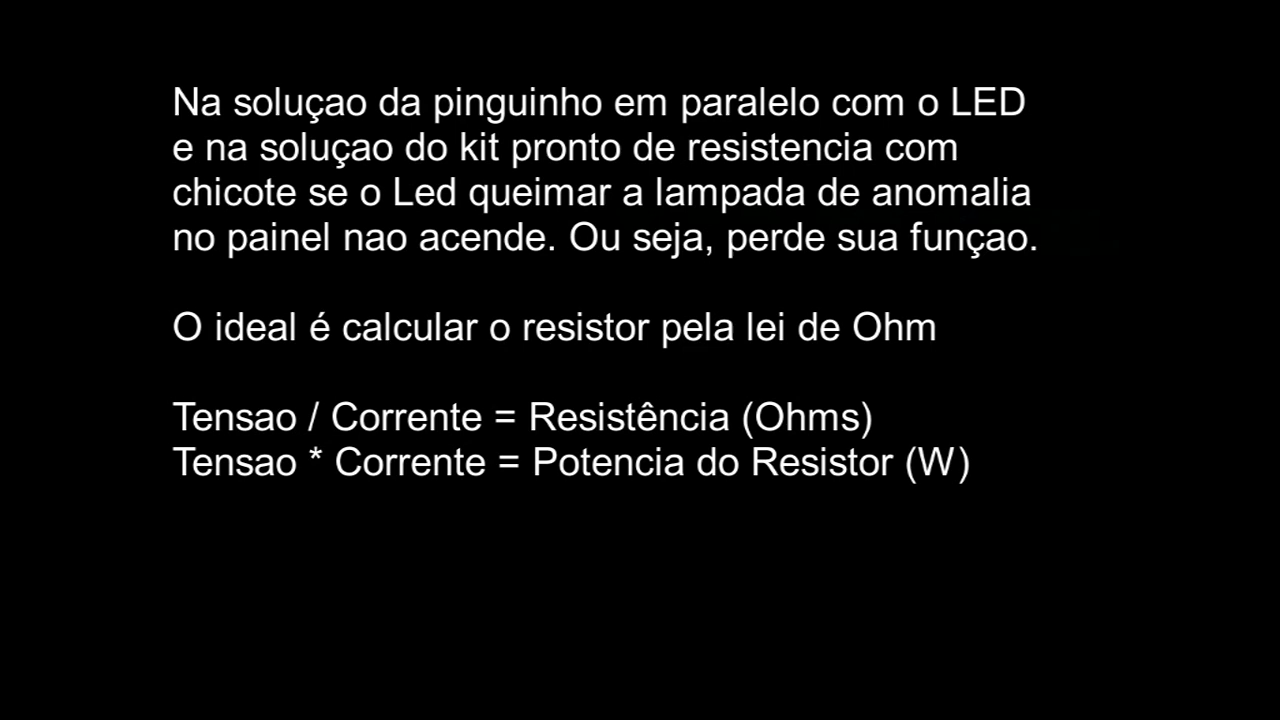 Na soluçao da pinguinho em paralelo com o LED
e na soluçao do kit pronto de resistencia com
chicote se o Led queimar a lampada de anomalia
no painel nao acende. Ou seja, perde sua funçao.
O ideal é calcular o resistor pela lei de Ohm
Tensao / Corrente = Resistência (Ohms)
Tensao * Corrente = Potencia do Resistor (W)